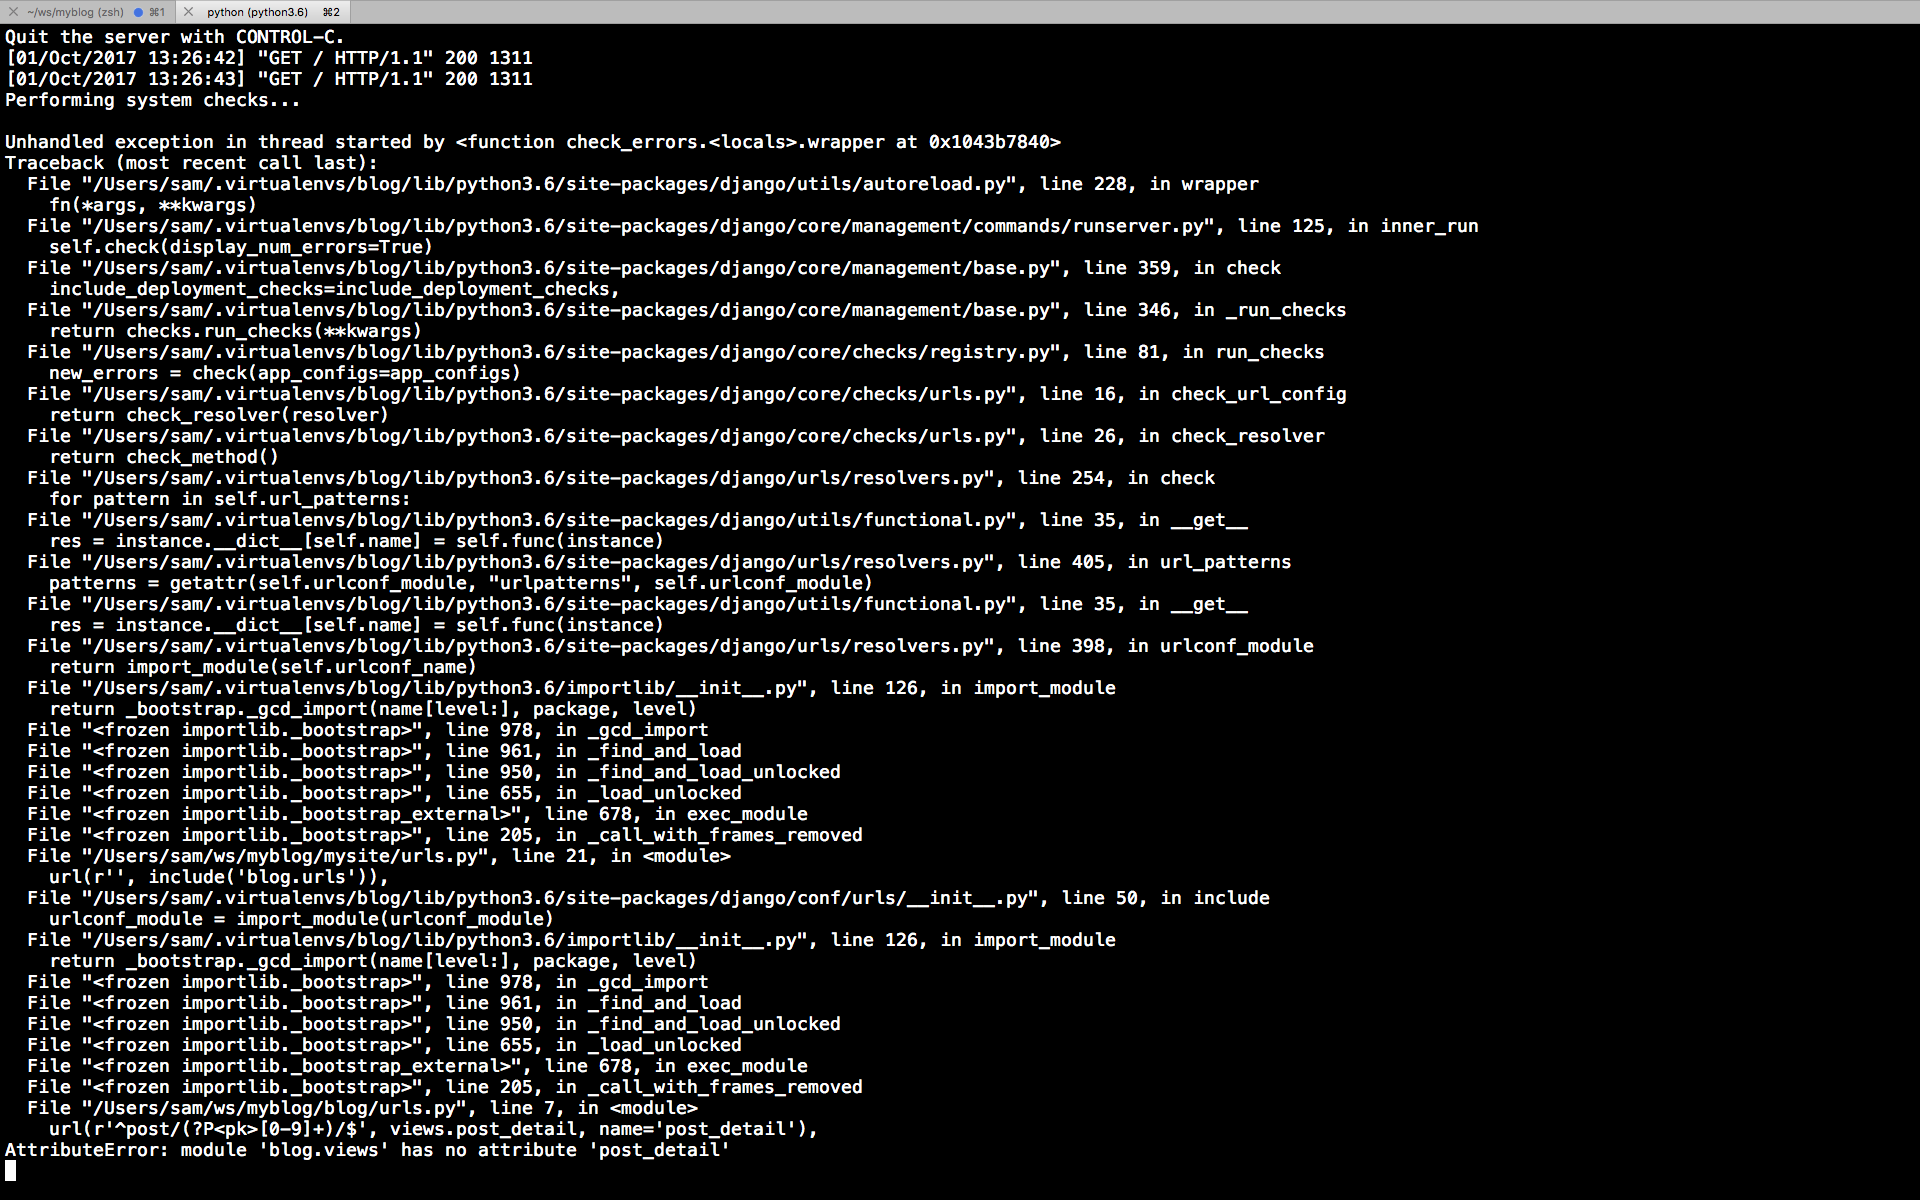 ~/ws/myblog (zsh) ⌘1 python (python3.6) ⌘2
Quit the server with CONTROL-C.
[01/Oct/2017 13:26:42] "GET / HTTP/1.1" 200 1311
[01/Oct/2017 13:26:43] "GET / HTTP/1.1" 200 1311
Performing system checks...
Unhandled exception in thread started by <function check_errors.<locals>.wrapper at 0x1043b7840>
Traceback (most recent call last):
  File "/Users/sam/.virtualenvs/blog/lib/python3.6/site-packages/django/utils/autoreload.py", line 228, in wrapper
    fn(*args, **kwargs)
  File "/Users/sam/.virtualenvs/blog/lib/python3.6/site-packages/django/core/management/commands/runserver.py", line 125, in inner_run
    self.check(display_num_errors=True)
  File "/Users/sam/.virtualenvs/blog/lib/python3.6/site-packages/django/core/management/base.py", line 359, in check
    include_deployment_checks=include_deployment_checks,
  File "/Users/sam/.virtualenvs/blog/lib/python3.6/site-packages/django/core/management/base.py", line 346, in _run_checks
    return checks.run_checks(**kwargs)
  File "/Users/sam/.virtualenvs/blog/lib/python3.6/site-packages/django/core/checks/registry.py", line 81, in run_checks
    new_errors = check(app_configs=app_configs)
  File "/Users/sam/.virtualenvs/blog/lib/python3.6/site-packages/django/core/checks/urls.py", line 16, in check_url_config
    return check_resolver(resolver)
  File "/Users/sam/.virtualenvs/blog/lib/python3.6/site-packages/django/core/checks/urls.py", line 26, in check_resolver
    return check_method()
  File "/Users/sam/.virtualenvs/blog/lib/python3.6/site-packages/django/urls/resolvers.py", line 254, in check
    for pattern in self.url_patterns:
  File "/Users/sam/.virtualenvs/blog/lib/python3.6/site-packages/django/utils/functional.py", line 35, in __get__
    res = instance.__dict__[self.name] = self.func(instance)
  File "/Users/sam/.virtualenvs/blog/lib/python3.6/site-packages/django/urls/resolvers.py", line 405, in url_patterns
    patterns = getattr(self.urlconf_module, "urlpatterns", self.urlconf_module)
  File "/Users/sam/.virtualenvs/blog/lib/python3.6/site-packages/django/utils/functional.py", line 35, in __get__
    res = instance.__dict__[self.name] = self.func(instance)
  File "/Users/sam/.virtualenvs/blog/lib/python3.6/site-packages/django/urls/resolvers.py", line 398, in urlconf_module
    return import_module(self.urlconf_name)
  File "/Users/sam/.virtualenvs/blog/lib/python3.6/importlib/__init__.py", line 126, in import_module
    return _bootstrap._gcd_import(name[level:], package, level)
  File "<frozen importlib._bootstrap>", line 978, in _gcd_import
  File "<frozen importlib._bootstrap>", line 961, in _find_and_load
  File "<frozen importlib._bootstrap>", line 950, in _find_and_load_unlocked
  File "<frozen importlib._bootstrap>", line 655, in _load_unlocked
  File "<frozen importlib._bootstrap_external>", line 678, in exec_module
  File "<frozen importlib._bootstrap>", line 205, in _call_with_frames_removed
  File "/Users/sam/ws/myblog/mysite/urls.py", line 21, in <module>
    url(r'', include('blog.urls')),
  File "/Users/sam/.virtualenvs/blog/lib/python3.6/site-packages/django/conf/urls/__init__.py", line 50, in include
    urlconf_module = import_module(urlconf_module)
  File "/Users/sam/.virtualenvs/blog/lib/python3.6/importlib/__init__.py", line 126, in import_module
    return _bootstrap._gcd_import(name[level:], package, level)
  File "<frozen importlib._bootstrap>", line 978, in _gcd_import
  File "<frozen importlib._bootstrap>", line 961, in _find_and_load
  File "<frozen importlib._bootstrap>", line 950, in _find_and_load_unlocked
  File "<frozen importlib._bootstrap>", line 655, in _load_unlocked
  File "<frozen importlib._bootstrap_external>", line 678, in exec_module
  File "<frozen importlib._bootstrap>", line 205, in _call_with_frames_removed
  File "/Users/sam/ws/myblog/blog/urls.py", line 7, in <module>
    url(r'^post/(?P<pk>[0-9]+)/$', views.post_detail, name='post_detail'),
AttributeError: module 'blog.views' has no attribute 'post_detail'